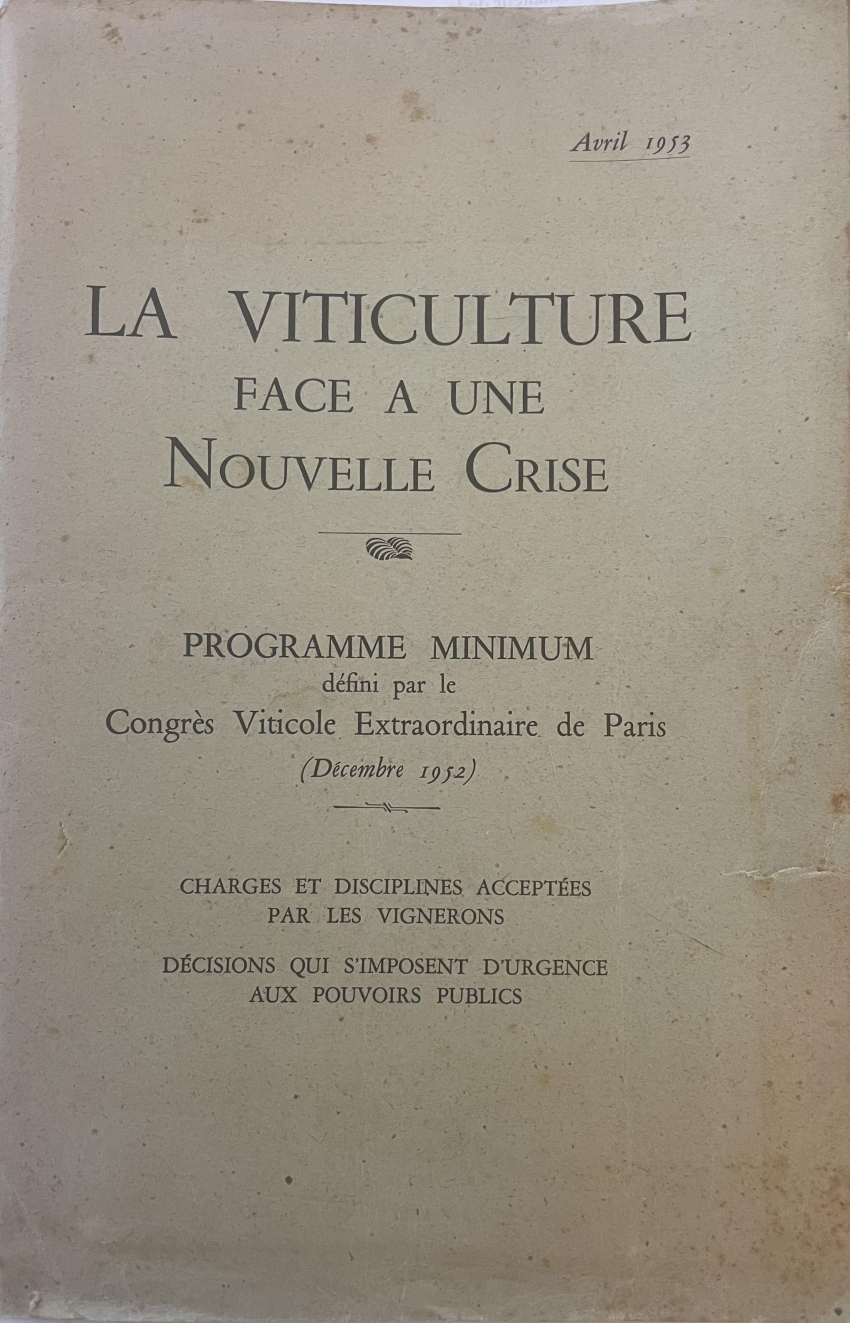 Avril 1953
LA VITICULTURE
FACE A UNE
NOUVELLE CRISE
PROGRAMME MINIMUM
défini par le
Congrès Viticole Extraordinaire de Paris
(Décembre 1952)
CHARGES ET DISCIPLINES ACCEPTÉES
PAR LES VIGNERONS
DÉCISIONS QUI S'IMPOSENT D'URGENCE
AUX POUVOIRS PUBLICS